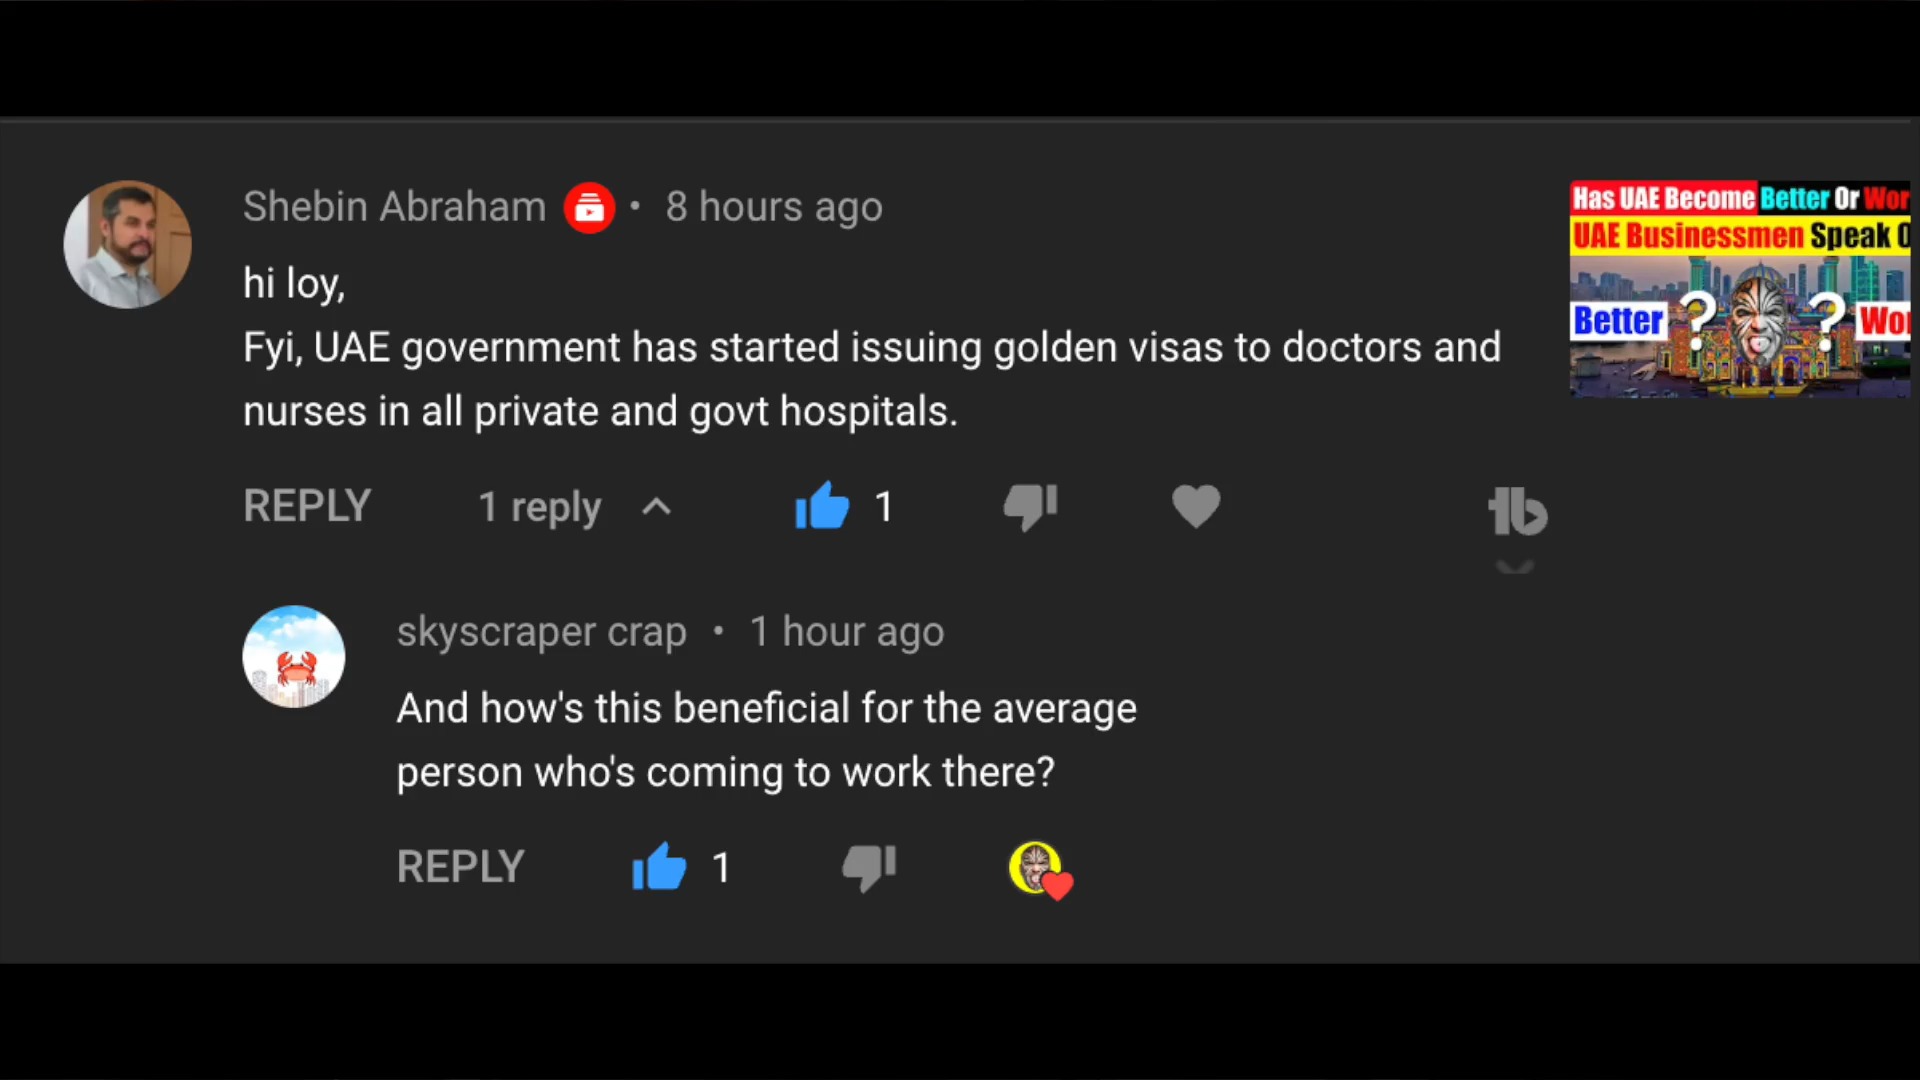 Shebin Abraham • 8 hours ago
hi loy,
Fyi, UAE government has started issuing golden visas to doctors and
nurses in all private and govt hospitals.
REPLY 1 reply 1
skyscraper crap • 1 hour ago
And how's this beneficial for the average
person who's coming to work there?
REPLY 1
Has UAE Become Better Or Wor
UAE Businessmen Speak O
Better ? ? Wor
tb